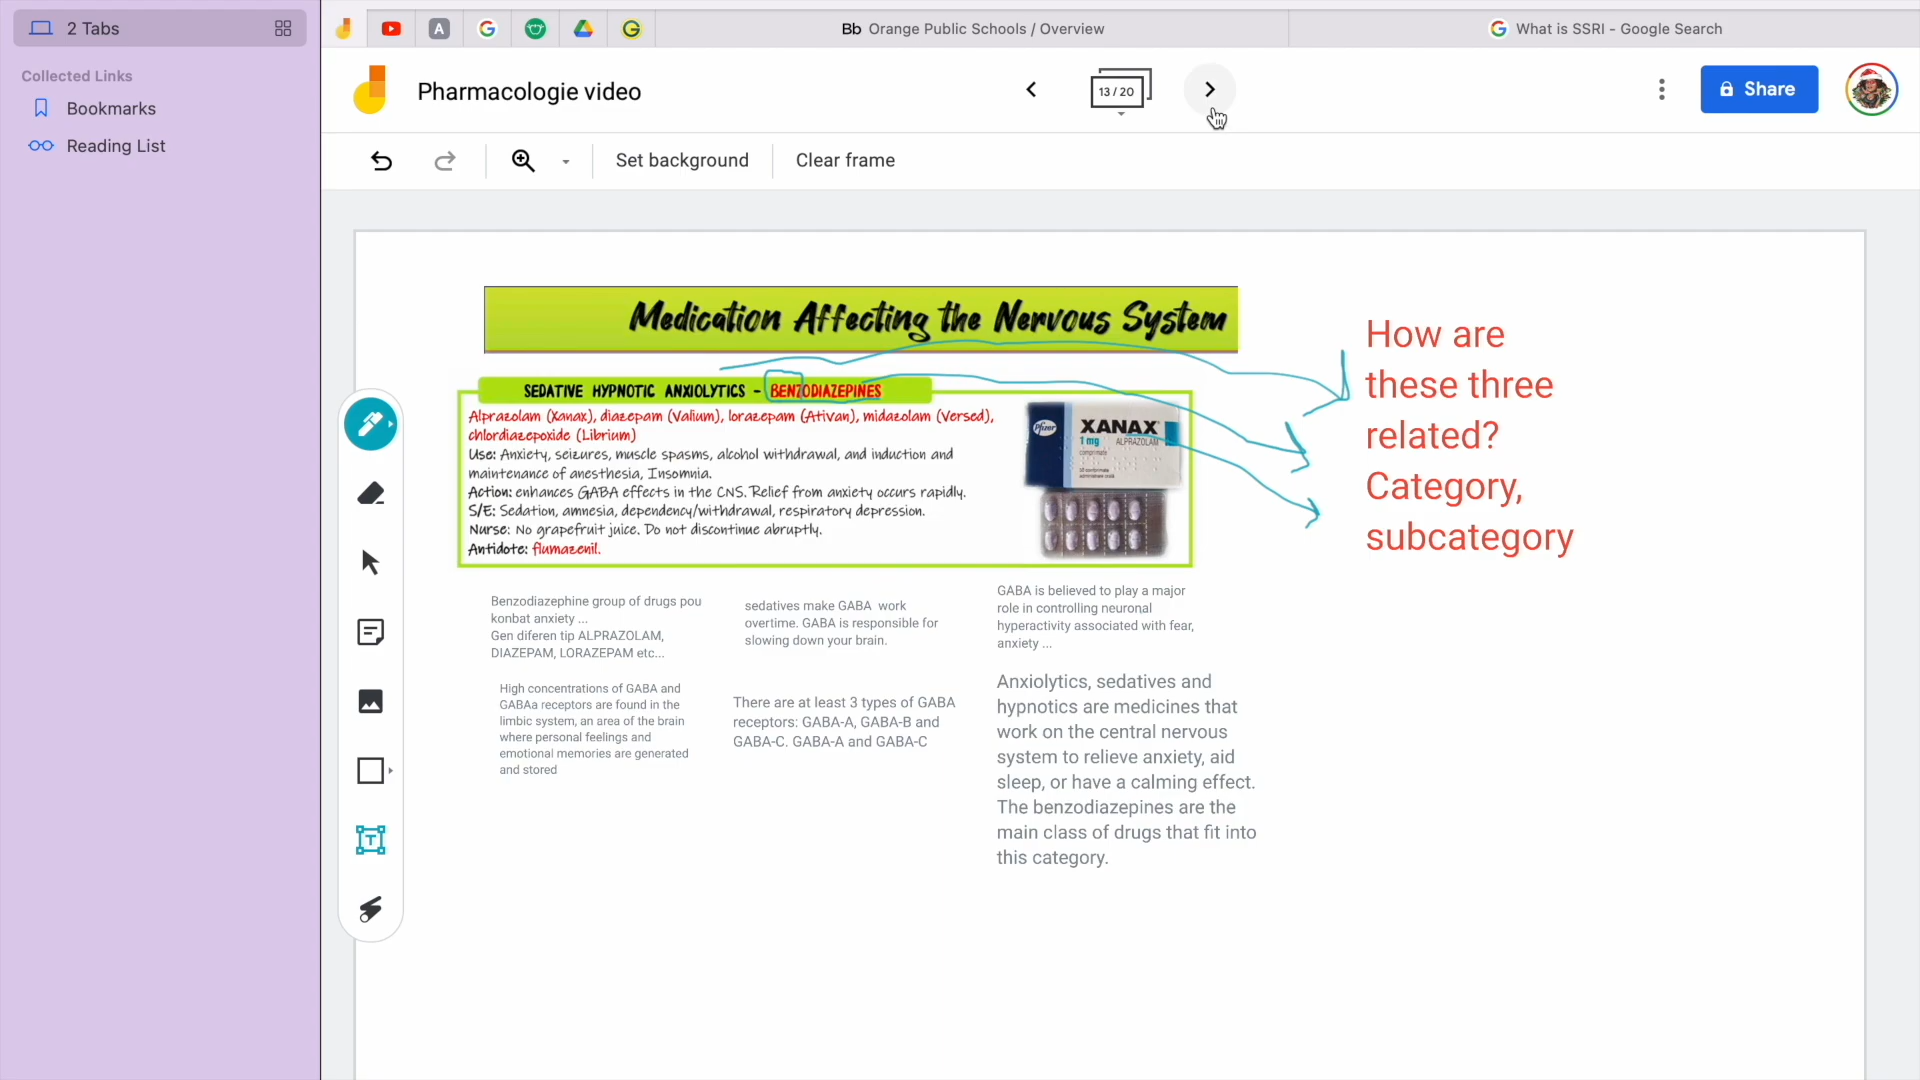 2 Tabs
Collected Links
Bookmarks
Reading List
A
Bb Orange Public Schools / Overview
What is SSRI - Google Search
Pharmacologie video
13 / 20
Share
Set background
Clear frame
Medication Affecting the Nervous System
SEDATIVE HYPNOTIC ANXIOLYTICS - BENZODIAZEPINES
Alprazolam (Xanax), diazepam (Valium), lorazepam (Ativan), midazolam (Versed),
chlordiazepoxide (Librium)
Use: Anxiety, seizures, muscle spasms, alcohol withdrawal, and induction and
maintenance of anesthesia, Insomnia.
Action: enhances GABA effects in the CNS. Relief from anxiety occurs rapidly.
S/E: Sedation, amnesia, dependency/withdrawal, respiratory depression.
Nurse: No grapefruit juice. Do not discontinue abruptly.
Antidote: flumazenil.
Pfizer
XANAX
1 mg ALPRAZOLAM
How are
these three
related?
Category,
subcategory
Benzodiazephine group of drugs pou
konbat anxiety ...
Gen diferen tip ALPRAZOLAM,
DIAZEPAM, LORAZEPAM etc...
sedatives make GABA work
overtime. GABA is responsible for
slowing down your brain.
GABA is believed to play a major
role in controlling neuronal
hyperactivity associated with fear,
anxiety ...
High concentrations of GABA and
GABAa receptors are found in the
limbic system, an area of the brain
where personal feelings and
emotional memories are generated
and stored
There are at least 3 types of GABA
receptors: GABA-A, GABA-B and
GABA-C. GABA-A and GABA-C
Anxiolytics, sedatives and
hypnotics are medicines that
work on the central nervous
system to relieve anxiety, aid
sleep, or have a calming effect.
The benzodiazepines are the
main class of drugs that fit into
this category.